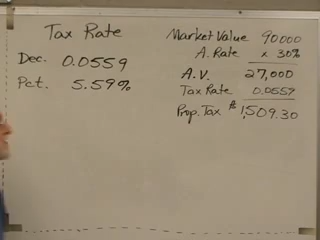 Tax Rate
Dec. 0.0559
Pct. 5.59%
Market Value 90000
A. Rate x 30%
A.V. 27,000
Tax Rate 0.0559
Prop. Tax $1,509.30